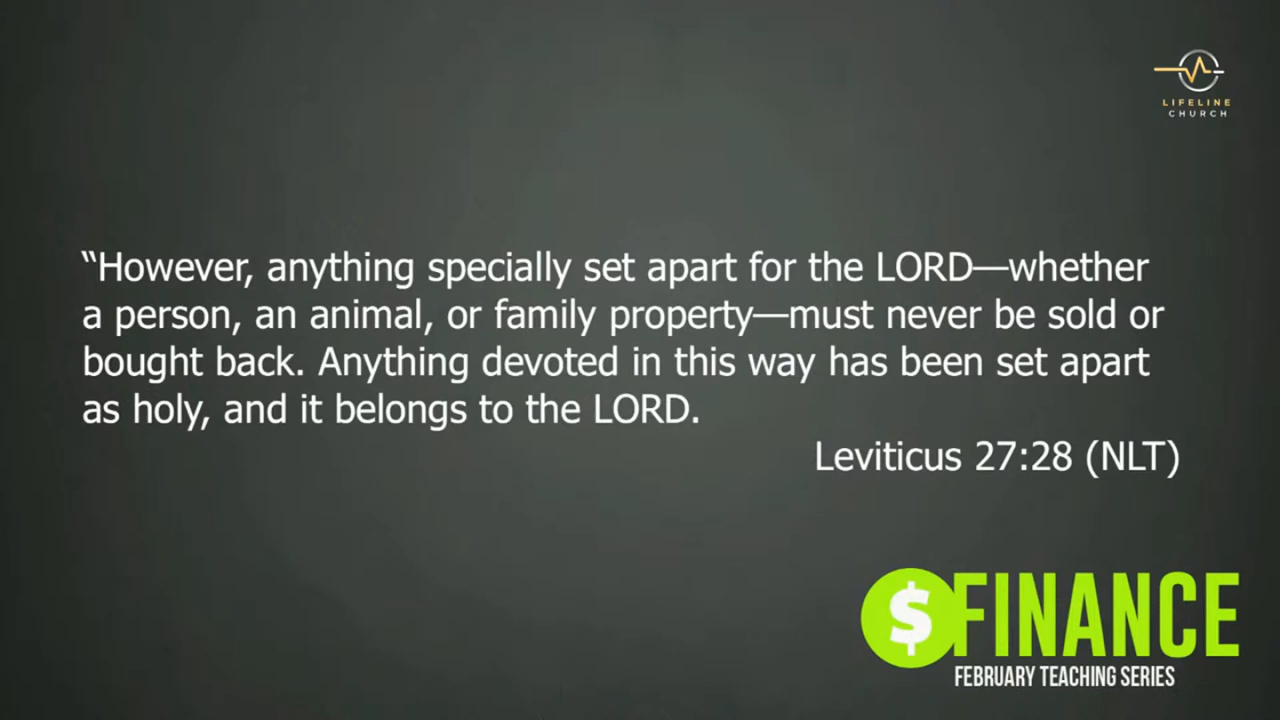 LIFELINE
CHURCH
“However, anything specially set apart for the LORD—whether
a person, an animal, or family property—must never be sold or
bought back. Anything devoted in this way has been set apart
as holy, and it belongs to the LORD.
Leviticus 27:28 (NLT)
$FINANCE
FEBRUARY TEACHING SERIES